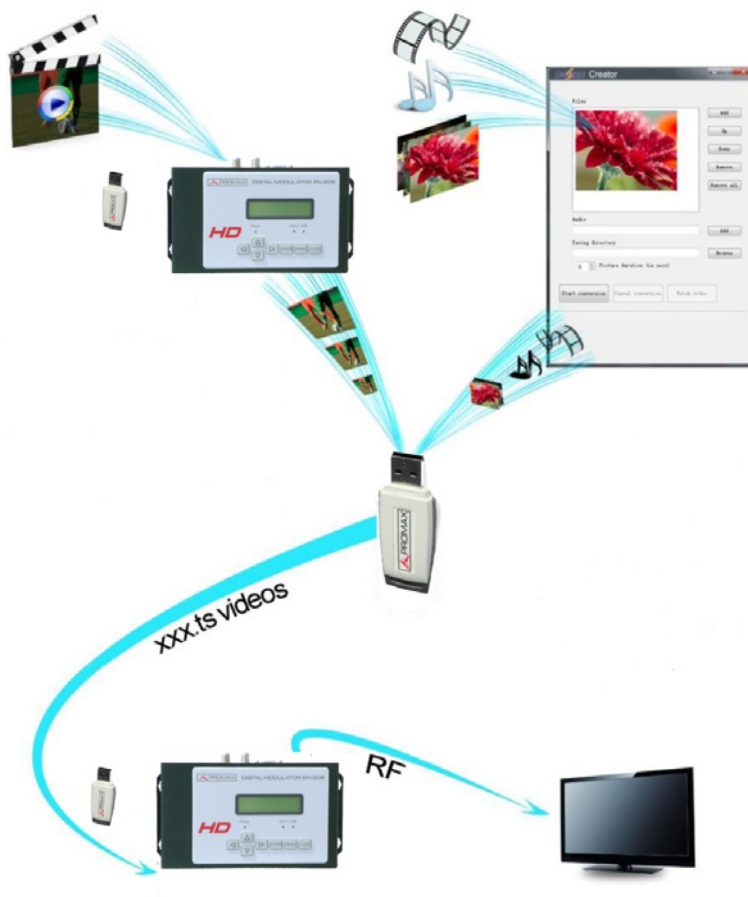 Creator
Files
Add
Up
Down
Remove
Remove all
PROMAX DIGITAL MODULATOR EN-206
HD
Audio
Add
Saving directory
Browse
0 Picture duration (in secs)
Start conversion Cancel conversion Watch video
PROMAX
xxx.ts videos
RF
PROMAX DIGITAL MODULATOR EN-206
HD